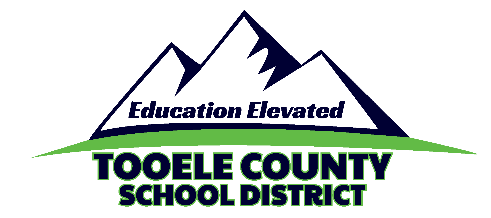 Education Elevated
TOOELE COUNTY
SCHOOL DISTRICT